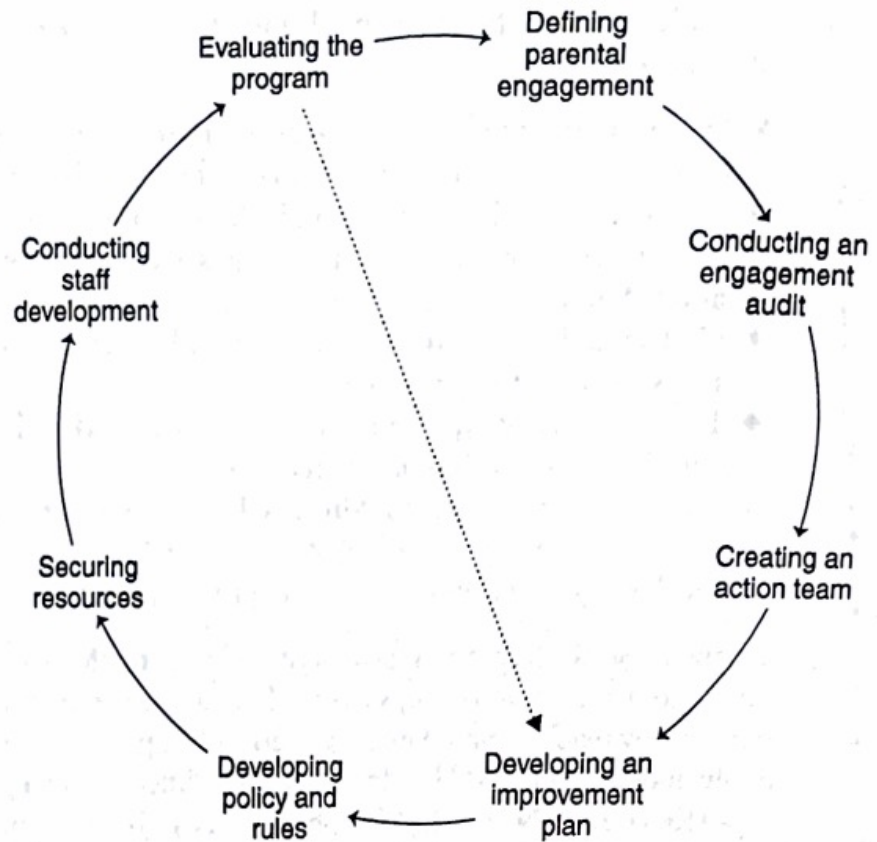 Evaluating the
program
Defining
parental
engagement
Conducting an
engagement
audit
Creating an
action team
Developing an
improvement
plan
Developing
policy and
rules
Securing
resources
Conducting
staff
development